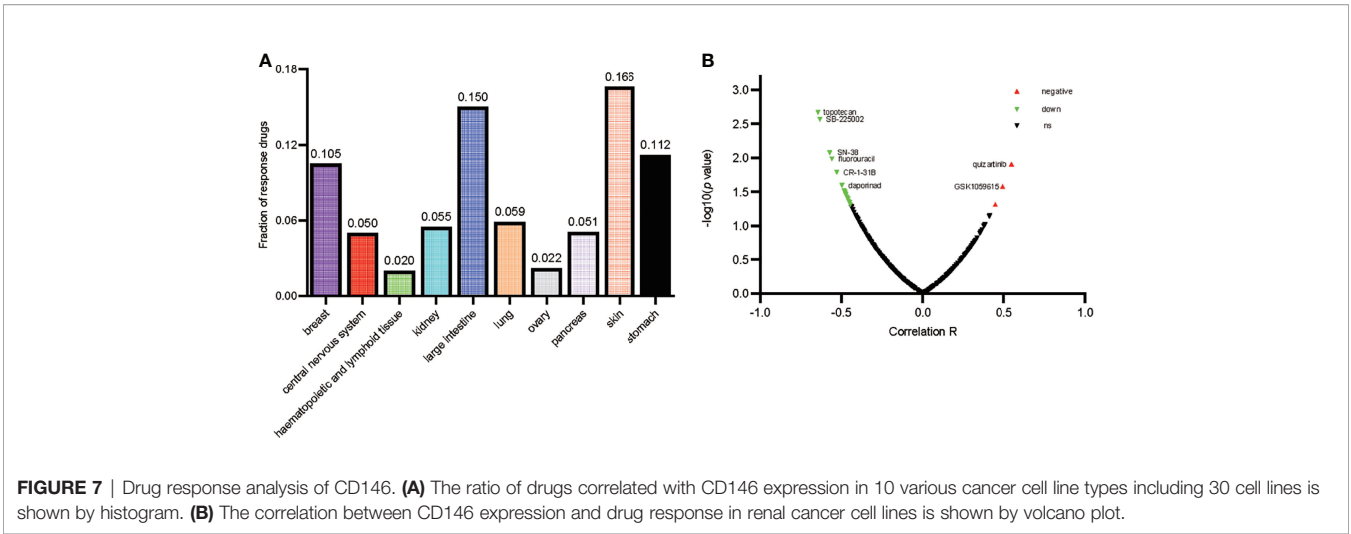 A
0.18
0.12
0.06
0.00
Fraction of response drugs
0.105
0.050
0.020
0.055
0.150
0.059
0.022
0.051
0.166
0.112
breast
central nervous system
haematopoietic and lymphoid tissue
kidney
large intestine
lung
ovary
pancreas
skin
stomach
B
3.0
2.5
2.0
1.5
1.0
0.5
0.0
-log10(p value)
negative
down
ns
topotecan
SB-225002
SN-38
fluorouracil
CR-1-31B
daporinad
quizartinib
GSK1059615
-1.0
-0.5
0.0
0.5
1.0
Correlation R
FIGURE 7 | Drug response analysis of CD146. (A) The ratio of drugs correlated with CD146 expression in 10 various cancer cell line types including 30 cell lines is
shown by histogram. (B) The correlation between CD146 expression and drug response in renal cancer cell lines is shown by volcano plot.